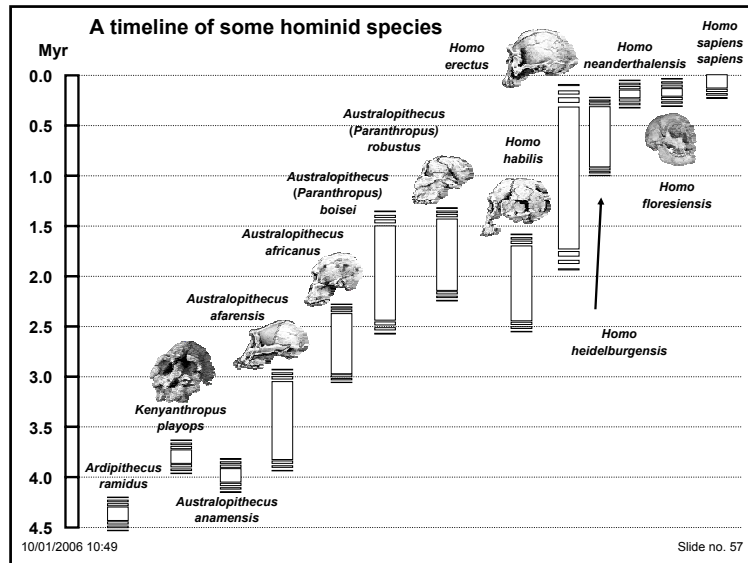 A timeline of some hominid species
Myr
0.0
0.5
1.0
1.5
2.0
2.5
3.0
3.5
4.0
4.5
Ardipithecus
ramidus
Kenyanthropus
playops
Australopithecus
anamensis
Australopithecus
afarensis
Australopithecus
africanus
Australopithecus
(Paranthropus)
boisei
Australopithecus
(Paranthropus)
robustus
Homo
habilis
Homo
erectus
Homo
heidelburgensis
Homo
neanderthalensis
Homo
floresiensis
Homo
sapiens
sapiens
10/01/2006 10:49
Slide no. 57